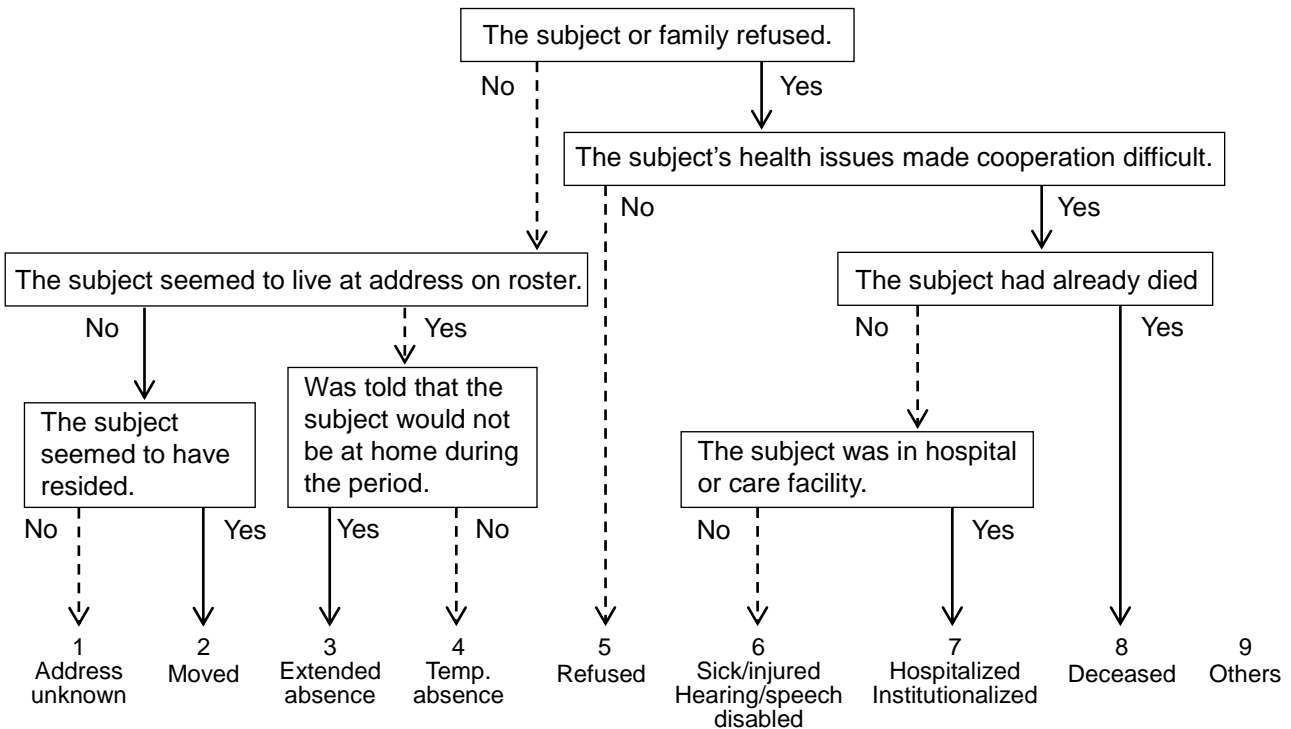 The subject or family refused.
No
Yes
The subject's health issues made cooperation difficult.
No
Yes
The subject seemed to live at address on roster.
The subject had already died
No
Yes
No
Yes
Was told that the
subject would not
be at home during
the period.
The subject
seemed to have
resided.
The subject was in hospital
or care facility.
No
Yes
Yes
No
No
Yes
1
Address
unknown
2
Moved
3
Extended
absence
4
Temp.
absence
5
Refused
6
Sick/injured
Hearing/speech
disabled
7
Hospitalized
Institutionalized
8
Deceased
9
Others